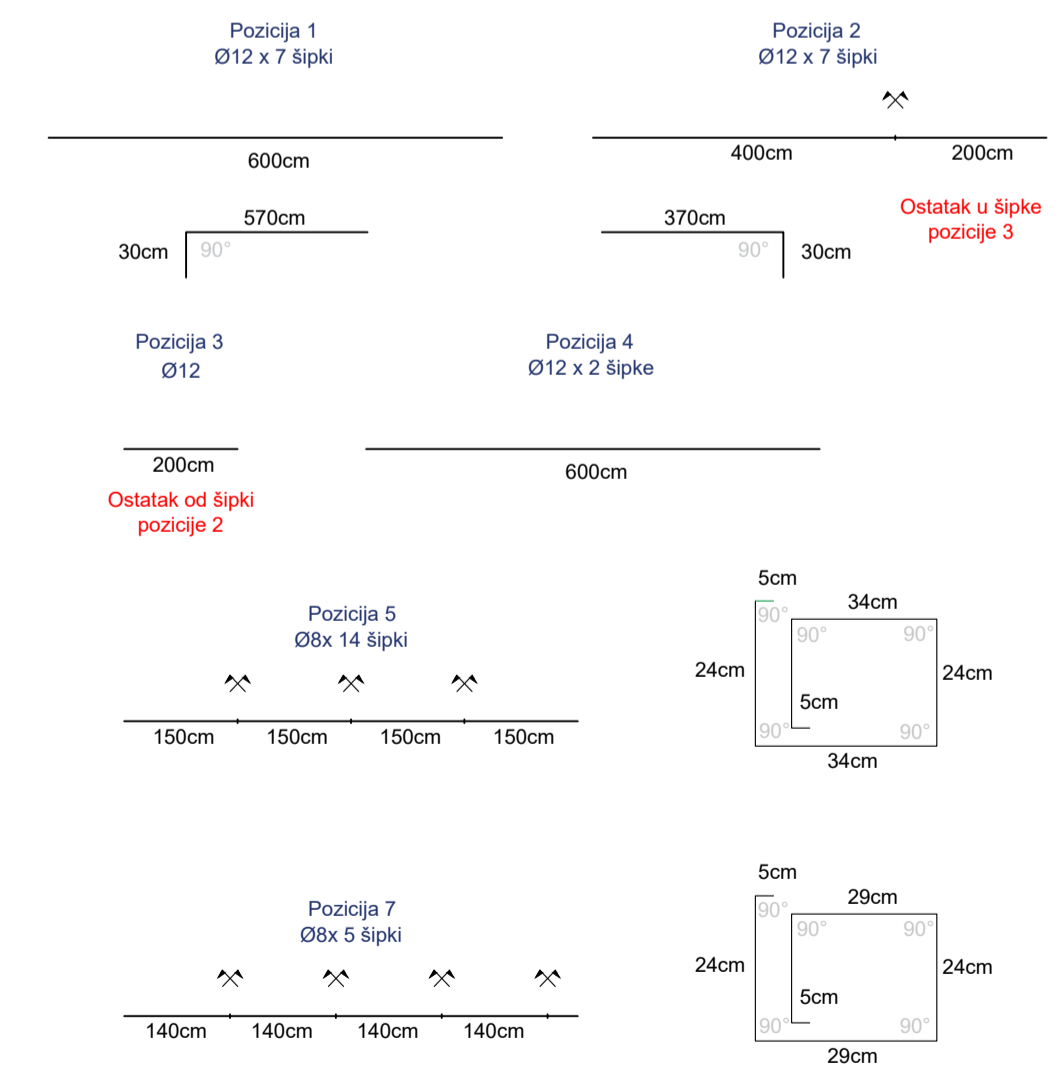 Pozicija 1
Ø12 x 7 šipki
600cm
570cm
30cm
90°
Pozicija 2
Ø12 x 7 šipki
400cm
200cm
Ostatak u šipke
pozicije 3
370cm
90°
30cm
Pozicija 3
Ø12
200cm
Ostatak od šipki
pozicije 2
Pozicija 4
Ø12 x 2 šipke
600cm
Pozicija 5
Ø8x 14 šipki
150cm
150cm
150cm
150cm
5cm
34cm
90°
90°
90°
24cm
24cm
5cm
90°
90°
34cm
Pozicija 7
Ø8x 5 šipki
140cm
140cm
140cm
140cm
5cm
29cm
90°
90°
90°
24cm
24cm
5cm
90°
90°
29cm